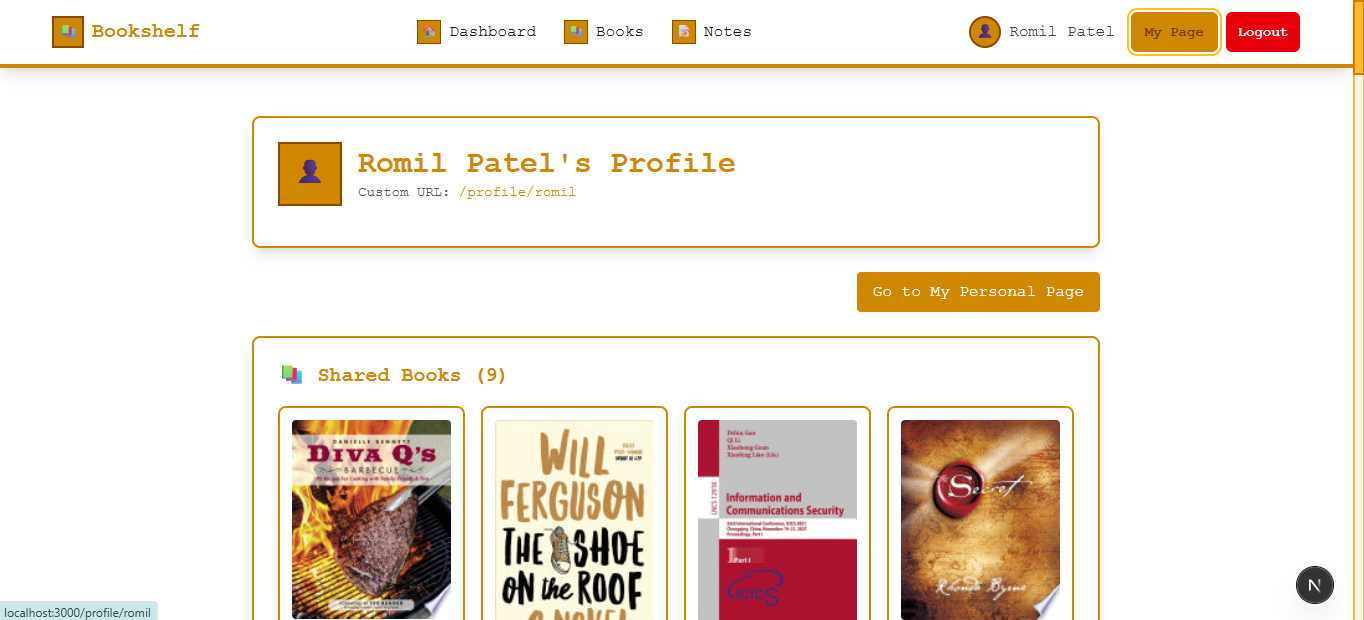 Bookshelf
Dashboard
Books
Notes
Romil Patel
My Page
Logout
Romil Patel's Profile
Custom URL: /profile/romil
Go to My Personal Page
Shared Books (9)
DANIELLE BENNETT
DIVA Q'S
BARBECUE
WILL
FERGUSON
THE SHOE
ON the ROOF
A NOVEL
Debin Gao
Qi Li
Xiaohong Guan
Xiaofeng Liao (Eds.)
LNCS 12918
Information and
Communications Security
23rd International Conference, ICICS 2021
Chongqing, China, November 19–21, 2021
Proceedings, Part I
Part I
ICICS
The Secret
Rhonda Byrne
N
localhost:3000/profile/romil